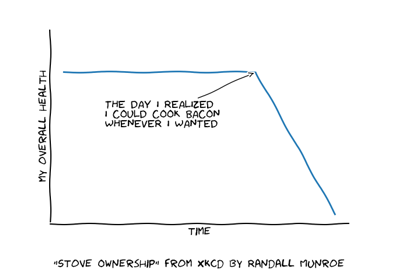 MY OVERALL HEALTH
THE DAY I REALIZED
I COULD COOK BACON
WHENEVER I WANTED
TIME
"STOVE OWNERSHIP" FROM XKCD BY RANDALL MUNROE